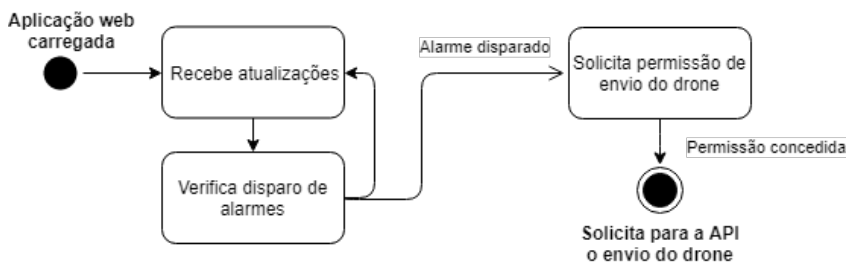 Aplicação web
carregada
Recebe atualizações
Verifica disparo de
alarmes
Alarme disparado
Solicita permissão de
envio do drone
Permissão concedida
Solicita para a API
o envio do drone